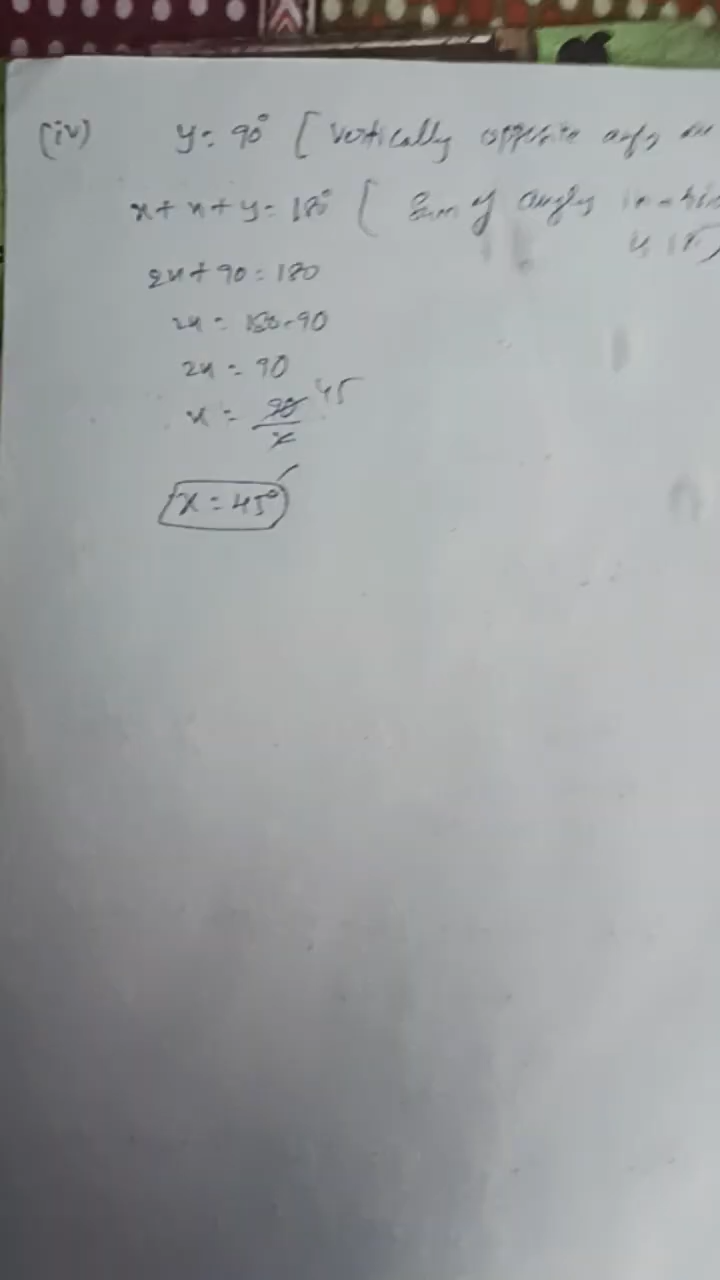 (iv) y = 90° [ Vertically opposite
x + x + y = 180° [ Sum of angles in
2x + 90 = 180
2x = 180-90
2x = 90
x = 90/2 45
x = 45°